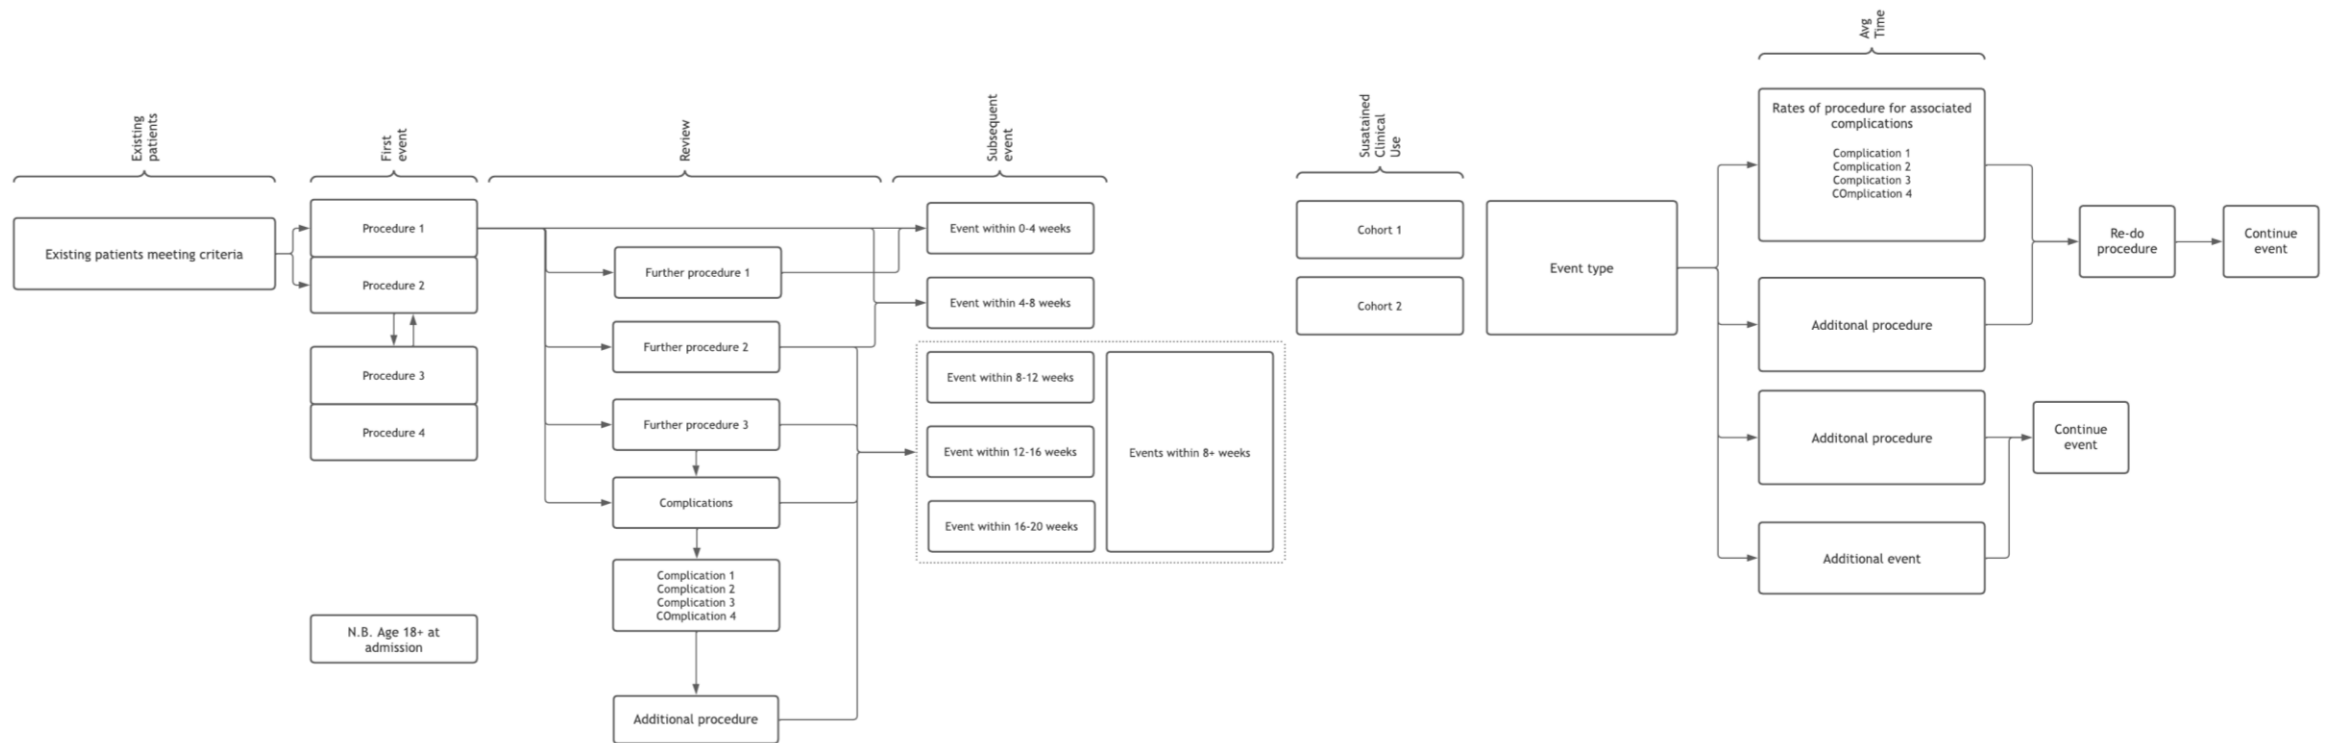 Existing
patients
First
event
Review
Subsequent
event
Susatained
Clinical
Use
Avg
Time
Existing patients meeting criteria
Procedure 1
Procedure 2
Procedure 3
Procedure 4
N.B. Age 18+ at
admission
Further procedure 1
Further procedure 2
Further procedure 3
Complications
Complication 1
Complication 2
Complication 3
COmplication 4
Additional procedure
Event within 0-4 weeks
Event within 4-8 weeks
Event within 8-12 weeks
Event within 12-16 weeks
Event within 16-20 weeks
Events within 8+ weeks
Cohort 1
Cohort 2
Event type
Rates of procedure for associated
complications
Complication 1
Complication 2
Complication 3
COmplication 4
Additonal procedure
Additonal procedure
Additional event
Re-do
procedure
Continue
event
Continue
event